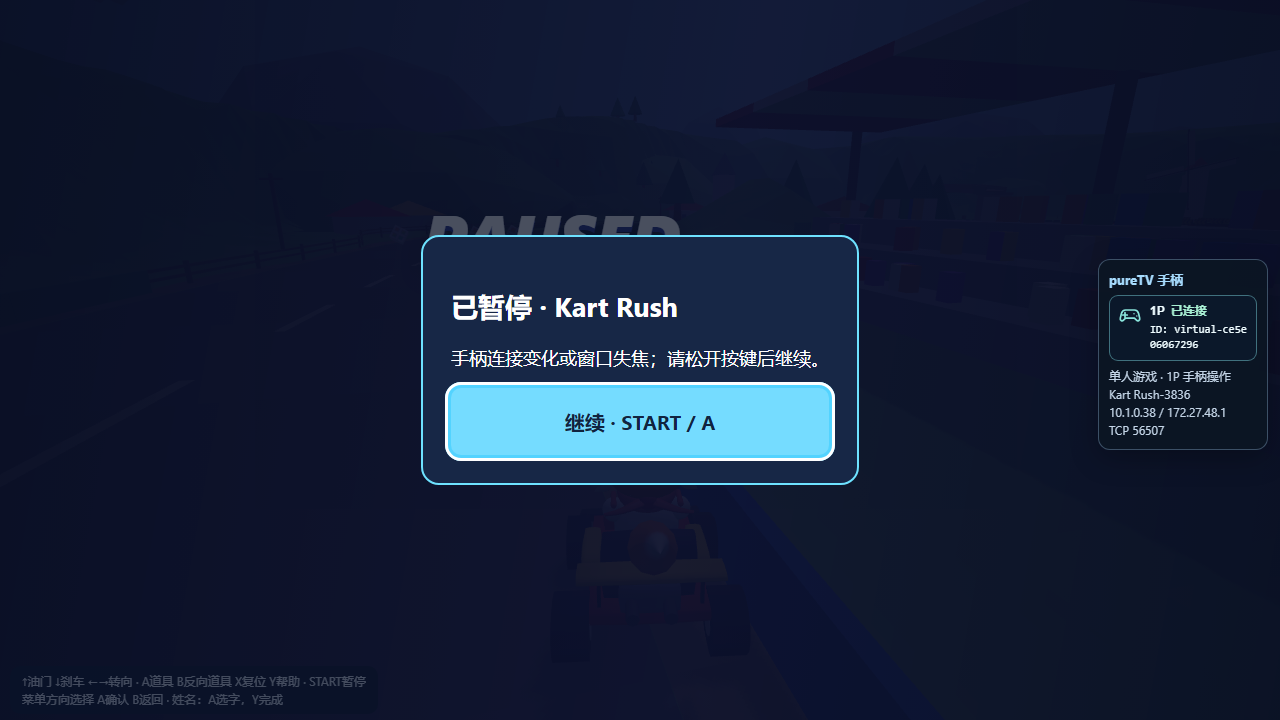 PAUSED
已暂停 · Kart Rush
手柄连接变化或窗口失焦；请松开按键后继续。
继续 · START / A
pureTV 手柄
1P 已连接
ID: virtual-ce5e
06067296
单人游戏 · 1P 手柄操作
Kart Rush-3836
10.1.0.38 / 172.27.48.1
TCP 56507
↑油门 ↓刹车 ←→转向 · A道具 B反向道具 X复位 Y帮助 · START暂停
菜单方向选择 A确认 B返回 · 姓名：A选字，Y完成